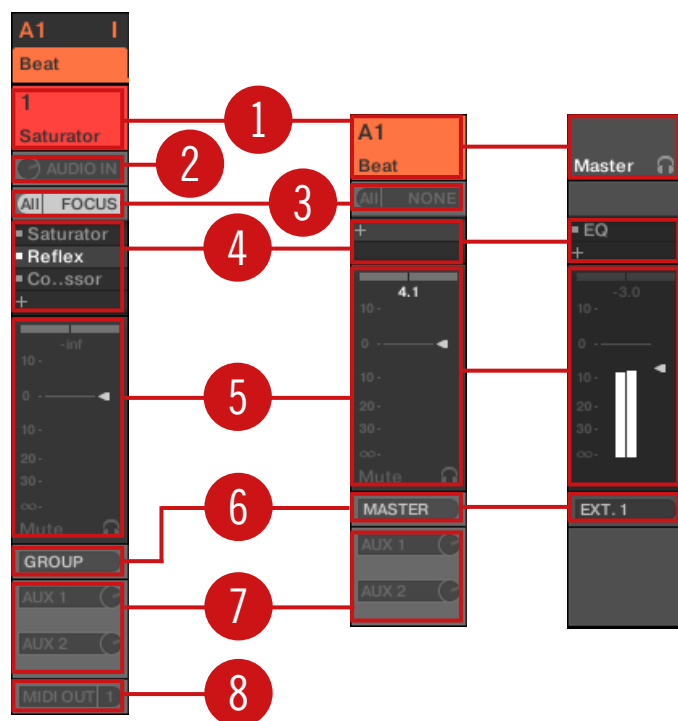 A1 I
Beat
1
Saturator
AUDIO IN
All FOCUS
Saturator
Reflex
Co..ssor
+
-inf
10 -
0 -
10 -
20 -
30 -
∞-
Mute
GROUP
AUX 1
AUX 2
MIDI OUT 1
1
2
3
4
5
6
7
8
A1
Beat
All NONE
+
4.1
10 -
0 -
10 -
20 -
30 -
∞-
Mute
MASTER
AUX 1
AUX 2
Master
EQ
+
-3.0
10 -
0 -
10 -
20 -
30 -
∞-
EXT. 1